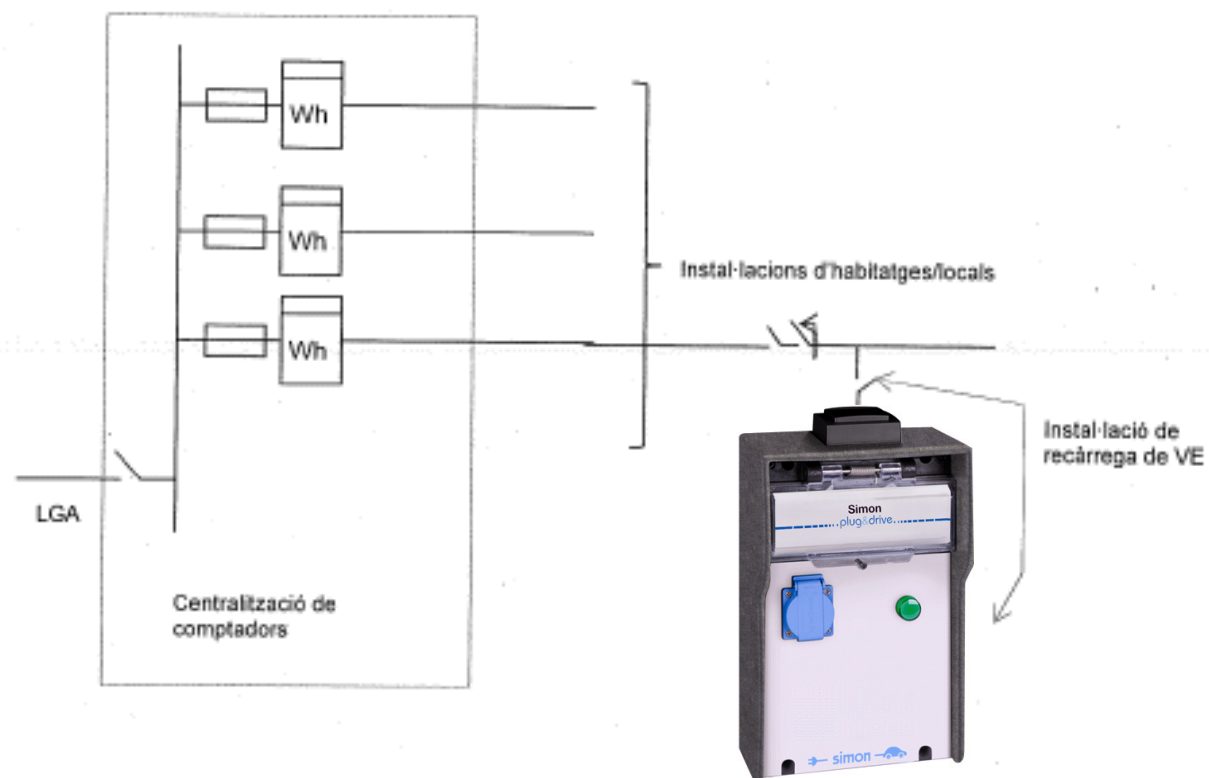 Wh
Wh
Wh
Instal·lacions d'habitatges/locals
Instal·lació de
recàrrega de VE
LGA
Simon
plug&drive
Centralització de
comptadors
simon